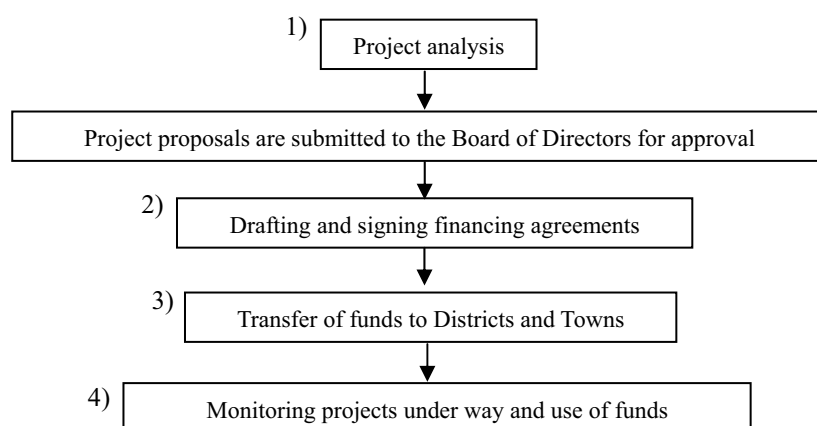 1)
Project analysis
Project proposals are submitted to the Board of Directors for approval
2)
Drafting and signing financing agreements
3)
Transfer of funds to Districts and Towns
4)
Monitoring projects under way and use of funds